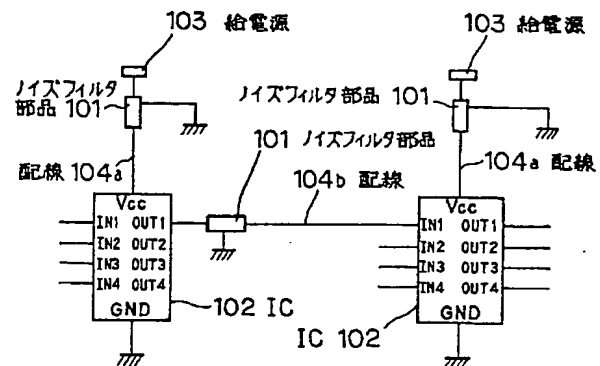 103 給電源
103 給電源
ノイズフィルタ
部品 101
ノイズフィルタ部品 101
101 ノイズフィルタ部品
配線 104a
104b 配線
104a 配線
Vcc
IN1 OUT1
IN2 OUT2
IN3 OUT3
IN4 OUT4
GND
102 IC
Vcc
IN1 OUT1
IN2 OUT2
IN3 OUT3
IN4 OUT4
GND
IC 102